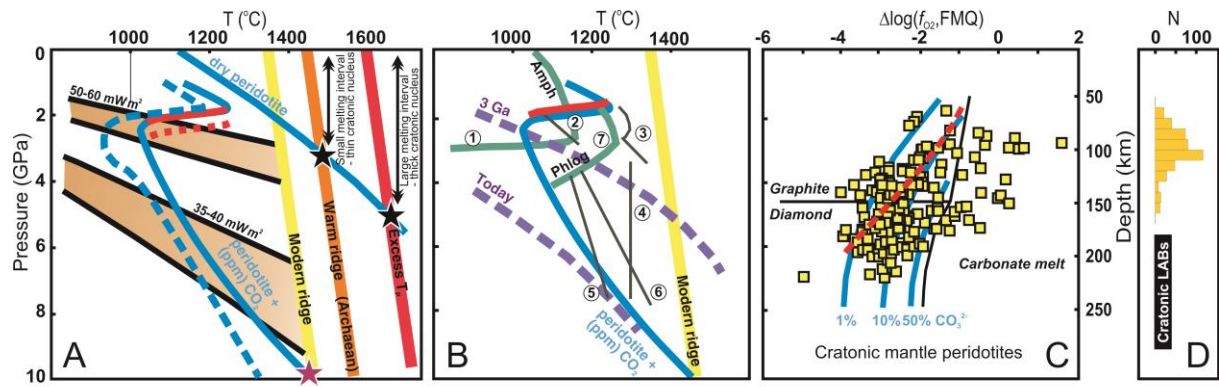 T (°C)
1000 1200 1400 1600
0
2
4
6
8
10
Pressure (GPa)
50-60 mW m²
dry peridotite
Small melting interval
- thin cratonic nucleus
Large melting interval
- thick cratonic nucleus
35-40 mW m²
peridotite +
(ppm) CO₂
Modern ridge
Warm ridge (Archaean)
Excess Tₚ
A
T (°C)
1000 1200 1400
Amph
3 Ga
1
2
7
3
Phlog
Today
4
5
6
peridotite +
(ppm) CO₂
Modern ridge
B
Δlog(fO₂,FMQ)
-6 -4 -2 0 2
50
100
150
200
250
Depth (km)
Graphite
Diamond
Carbonate melt
1% 10% 50% CO₃²⁻
Cratonic mantle peridotites
C
N
0 100
Cratonic LABs
D